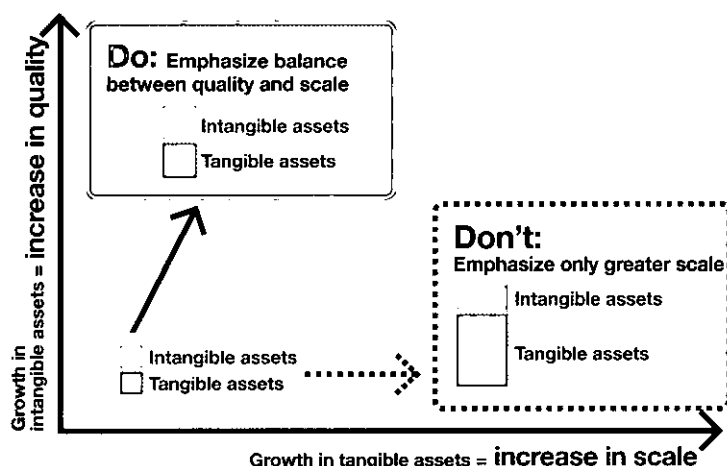 Growth in
intangible assets = increase in quality
Do: Emphasize balance
between quality and scale
Intangible assets
Tangible assets
Don't:
Emphasize only greater scale
Intangible assets
Tangible assets
Intangible assets
Tangible assets
Growth in tangible assets = increase in scale